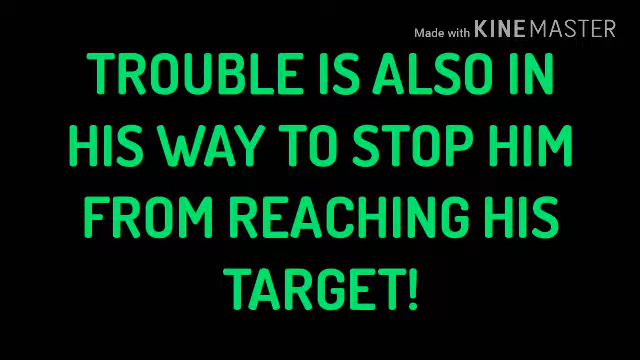 Made with KINEMASTER
TROUBLE IS ALSO IN
HIS WAY TO STOP HIM
FROM REACHING HIS
TARGET!